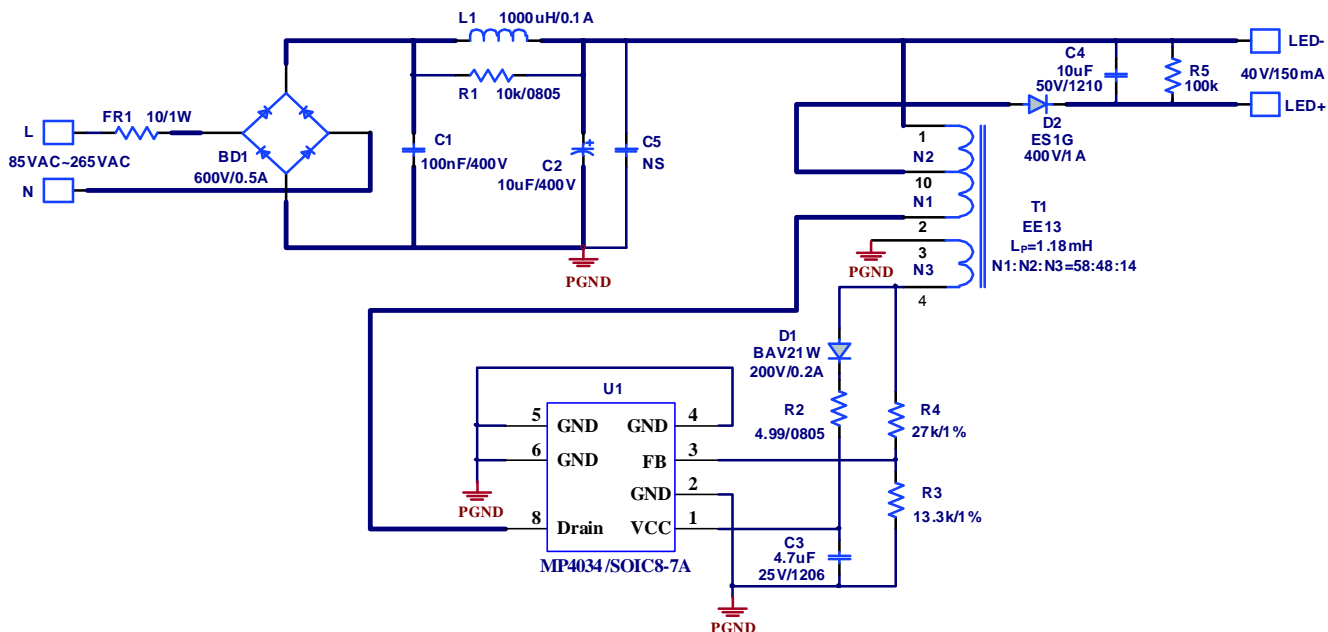 L1 1000uH/0.1A
R1 10k/0805
FR1 10/1W
L
85VAC~265VAC
N
BD1
600V/0.5A
C1
100nF/400V
C2
10uF/400V
C5
NS
PGND
LED-
C4
10uF
50V/1210
R5
100k
40V/150mA
LED+
D2
ES1G
400V/1A
1
N2
10
N1
2
3
N3
4
PGND
T1
EE13
LP=1.18mH
N1:N2:N3=58:48:14
D1
BAV21W
200V/0.2A
R2
4.99/0805
R4
27k/1%
R3
13.3k/1%
U1
5 GND GND 4
6 GND FB 3
GND 2
8 Drain VCC 1
MP4034/SOIC8-7A
PGND
C3
4.7uF
25V/1206
PGND